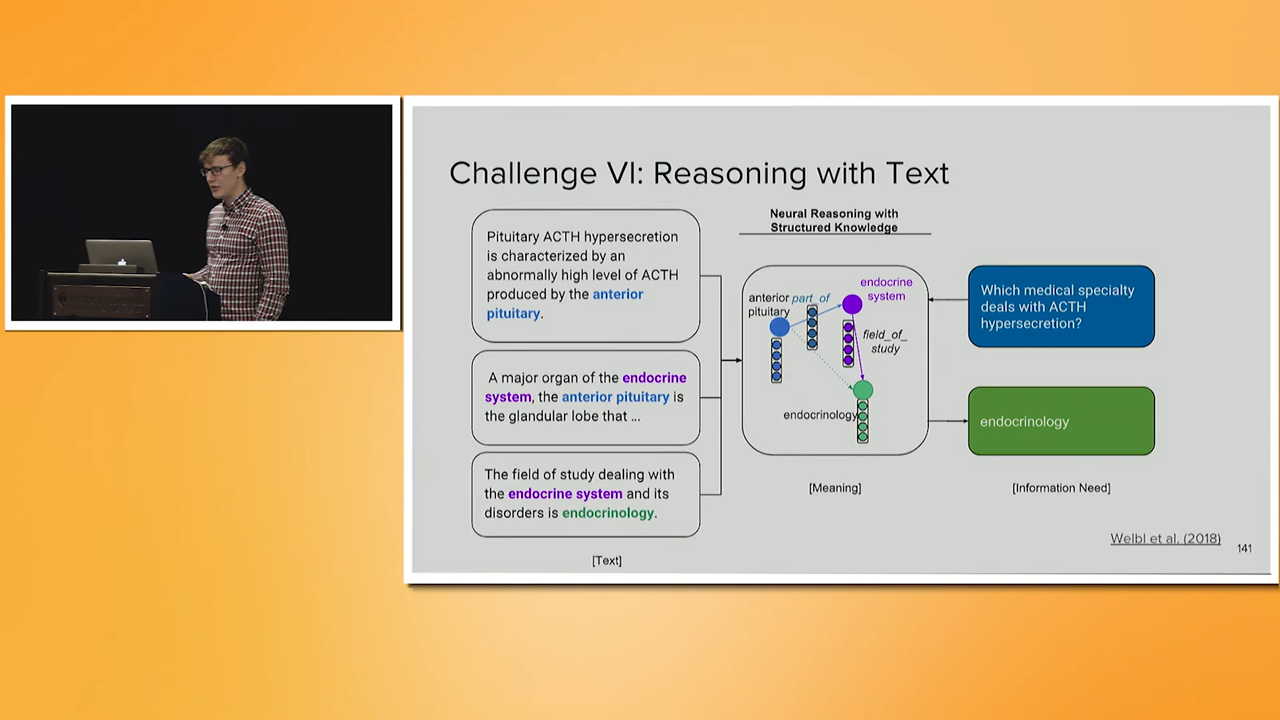 Challenge VI: Reasoning with Text
Pituitary ACTH hypersecretion
is characterized by an
abnormally high level of ACTH
produced by the anterior
pituitary.
A major organ of the endocrine
system, the anterior pituitary is
the glandular lobe that ...
The field of study dealing with
the endocrine system and its
disorders is endocrinology.
[Text]
Neural Reasoning with
Structured Knowledge
anterior
pituitary
part_of
endocrine
system
field_of_
study
endocrinology
[Meaning]
Which medical specialty
deals with ACTH
hypersecretion?
endocrinology
[Information Need]
Welbl et al. (2018)
141